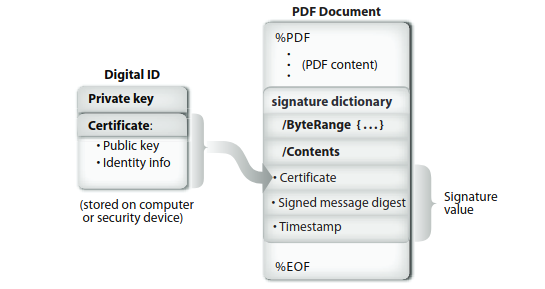 Digital ID
Private key
Certificate:
• Public key
• Identity info
(stored on computer
or security device)
PDF Document
%PDF
•
•
•
(PDF content)
signature dictionary
/ByteRange {...}
/Contents
• Certificate
• Signed message digest
• Timestamp
%EOF
Signature
value